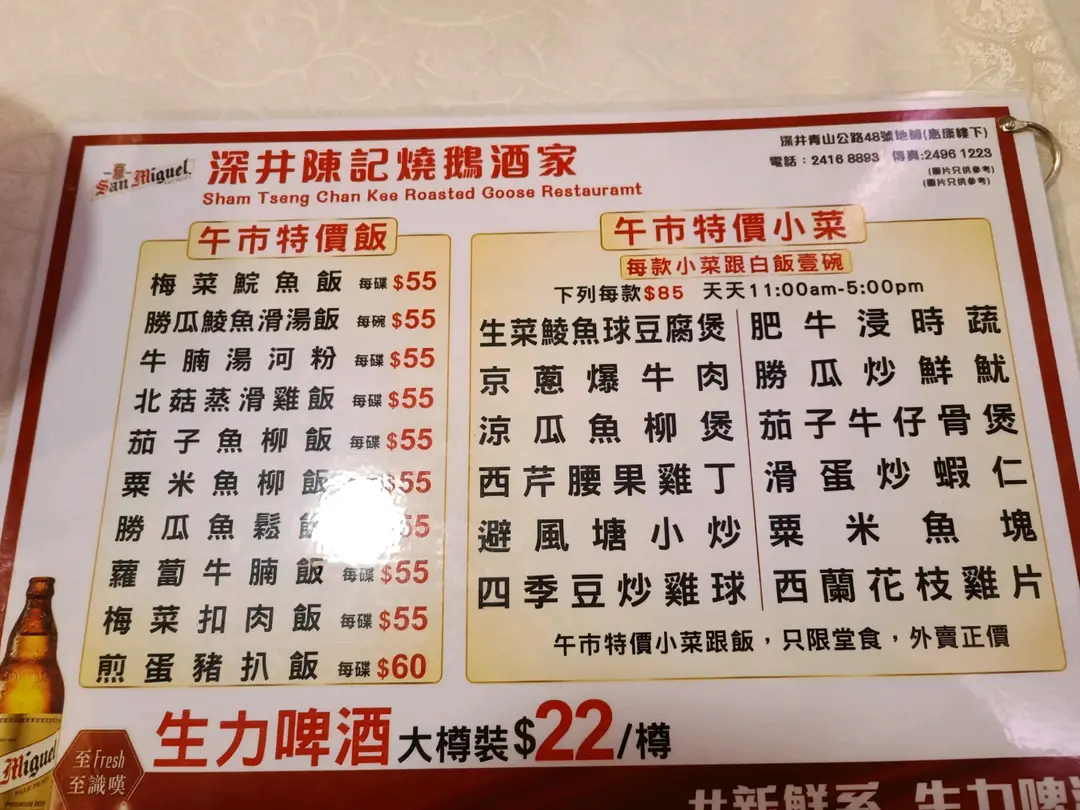 San Miguel
深井陳記燒鵝酒家
Sham Tseng Chan Kee Roasted Goose Restauramt
深井青山公路48號地舖(惠康樓下)
電話：2416 8893 傳真:2496 1223
(圖片只供參考)
(圖片只供參考)
午市特價飯
梅菜鯇魚飯 每碟$55
勝瓜鯪魚滑湯飯 每碗$55
牛腩湯河粉 每碟$55
北菇蒸滑雞飯 每碟$55
茄子魚柳飯 每碟$55
粟米魚柳飯 $55
勝瓜魚鬆飯 55
蘿蔔牛腩飯 每碟$55
梅菜扣肉飯 每碟$55
煎蛋豬扒飯 每碟$60
午市特價小菜
每款小菜跟白飯壹碗
下列每款$85 天天11:00am-5:00pm
生菜鯪魚球豆腐煲
京蔥爆牛肉
涼瓜魚柳煲
西芹腰果雞丁
避風塘小炒
四季豆炒雞球
肥牛浸時蔬
勝瓜炒鮮魷
茄子牛仔骨煲
滑蛋炒蝦仁
粟米魚塊
西蘭花枝雞片
午市特價小菜跟飯，只限堂食，外賣正價
生力啤酒 大樽裝$22/樽
至Fresh
至識嘆
San Miguel
#新鮮系 生力啤酒